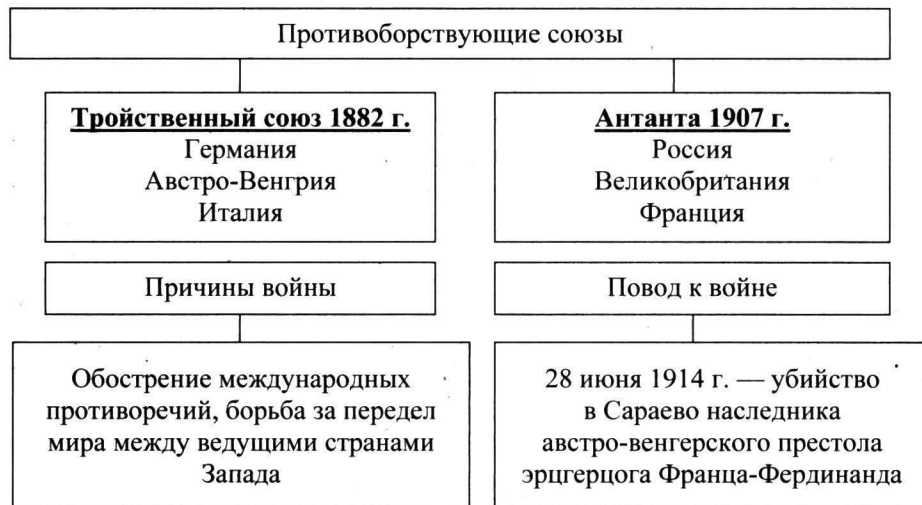 Противоборствующие союзы
Тройственный союз 1882 г.
Германия
Австро-Венгрия
Италия
Антанта 1907 г.
Россия
Великобритания
Франция
Причины войны
Повод к войне
Обострение международных
противоречий, борьба за передел
мира между ведущими странами
Запада
28 июня 1914 г. — убийство
в Сараево наследника
австро-венгерского престола
эрцгерцога Франца-Фердинанда